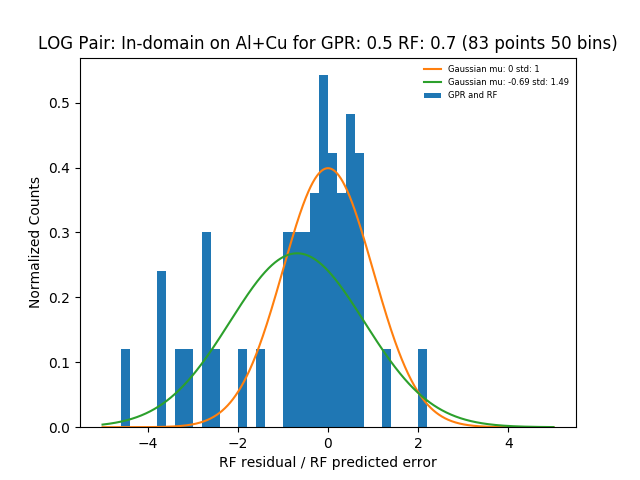 LOG Pair: In-domain on Al+Cu for GPR: 0.5 RF: 0.7 (83 points 50 bins)
Gaussian mu: 0 std: 1
Gaussian mu: -0.69 std: 1.49
GPR and RF
Normalized Counts
0.5
0.4
0.3
0.2
0.1
0.0
−4 −2 0 2 4
RF residual / RF predicted error